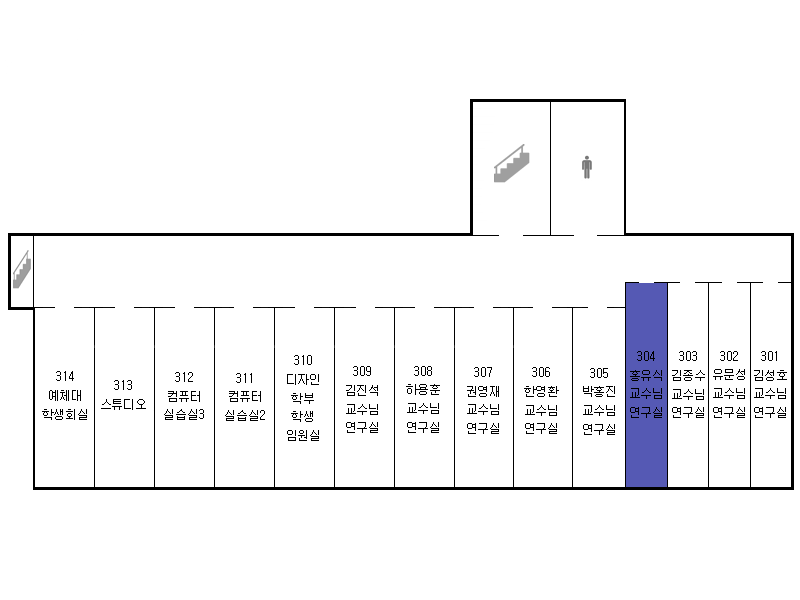 314
예체대
학생회실
313
스튜디오
312
컴퓨터
실습실3
311
컴퓨터
실습실2
310
디자인
학부
학생
임원실
309
김진석
교수님
연구실
308
하용훈
교수님
연구실
307
권영재
교수님
연구실
306
한영환
교수님
연구실
305
박홍진
교수님
연구실
304
홍유식
교수님
연구실
303
김종수
교수님
연구실
302
유문성
교수님
연구실
301
김성호
교수님
연구실